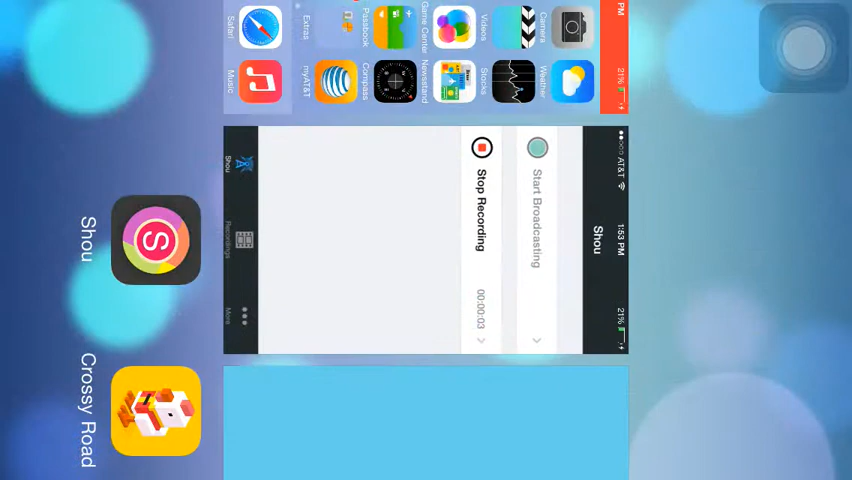 PM
21%
Camera
Videos
Game Center
Passbook
Weather
Stocks
Newsstand
Compass
Extras
myAT&T
Safari
Music
AT&T
1:53 PM
21%
Shou
Start Broadcasting
Stop Recording
00:00:03
Shou
Recordings
More
Shou
Crossy Road